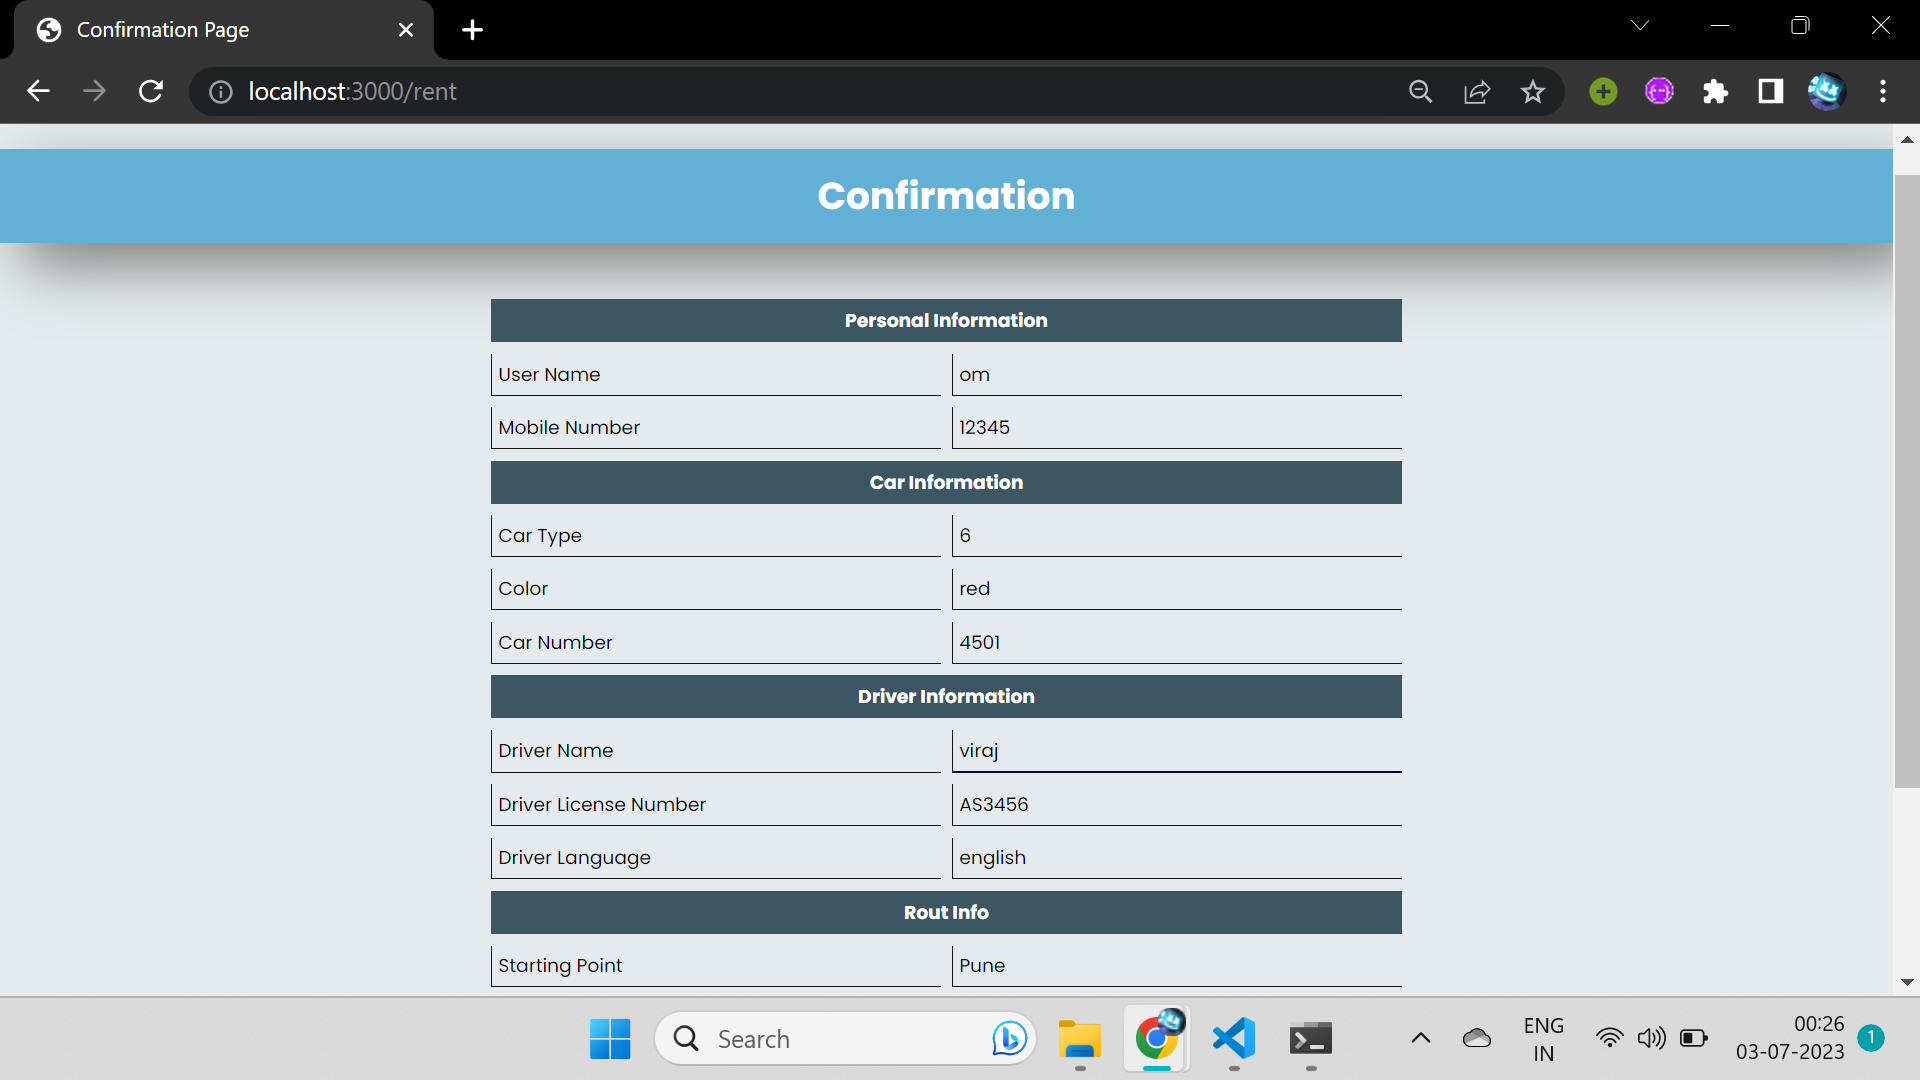 Confirmation Page
localhost:3000/rent
Confirmation
Personal Information
User Name om
Mobile Number 12345
Car Information
Car Type 6
Color red
Car Number 4501
Driver Information
Driver Name viraj
Driver License Number AS3456
Driver Language english
Rout Info
Starting Point Pune
Search
ENG
IN
00:26
03-07-2023
1